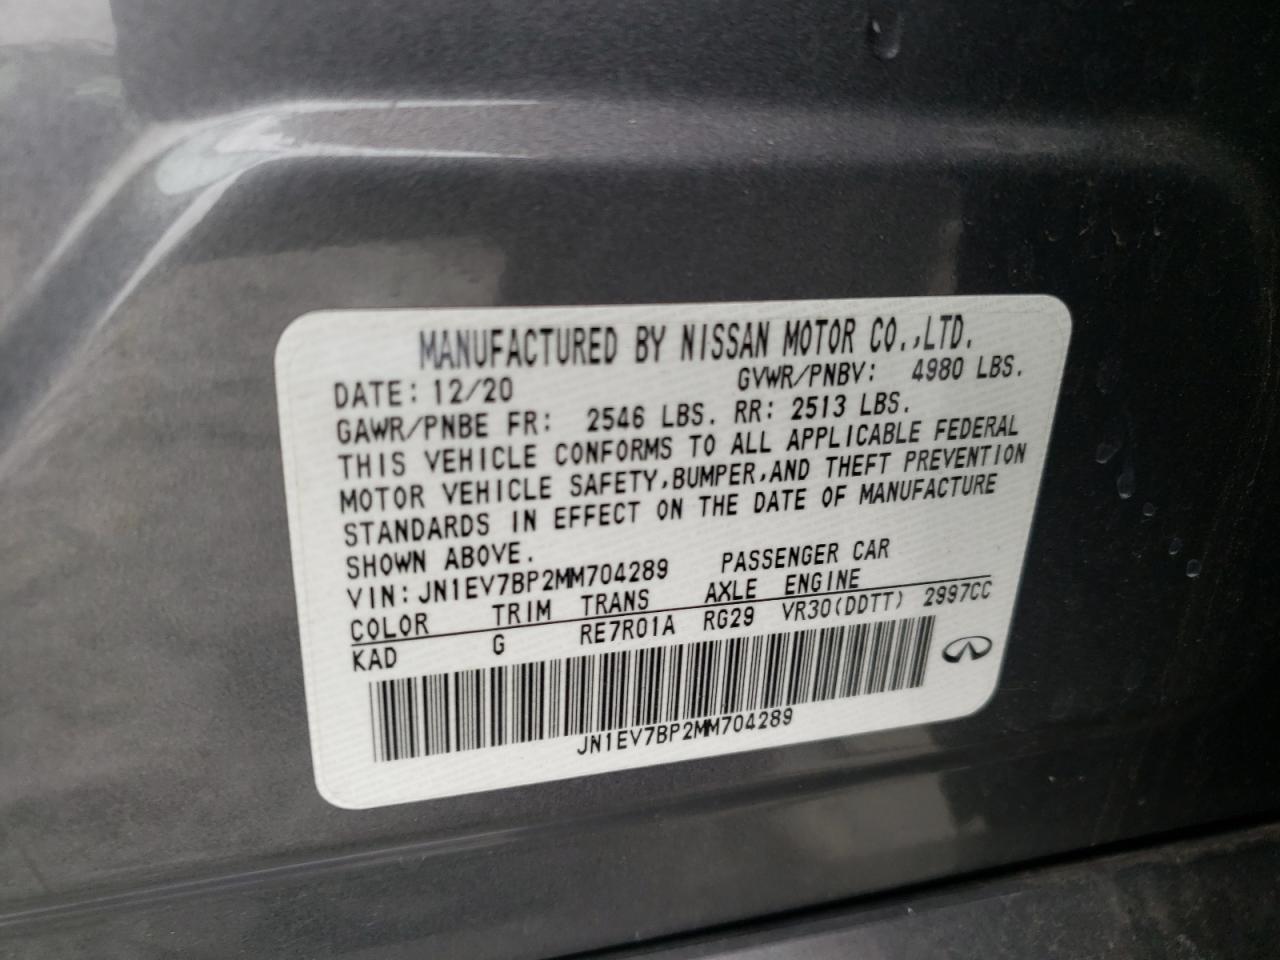 MANUFACTURED BY NISSAN MOTOR CO.,LTD.
DATE: 12/20 GVWR/PNBV: 4980 LBS.
GAWR/PNBE FR: 2546 LBS. RR: 2513 LBS.
THIS VEHICLE CONFORMS TO ALL APPLICABLE FEDERAL
MOTOR VEHICLE SAFETY,BUMPER,AND THEFT PREVENTION
STANDARDS IN EFFECT ON THE DATE OF MANUFACTURE
SHOWN ABOVE.
VIN: JN1EV7BP2MM704289 PASSENGER CAR
COLOR TRIM TRANS AXLE ENGINE
KAD G RE7R01A RG29 VR30(DDTT) 2997CC
JN1EV7BP2MM704289